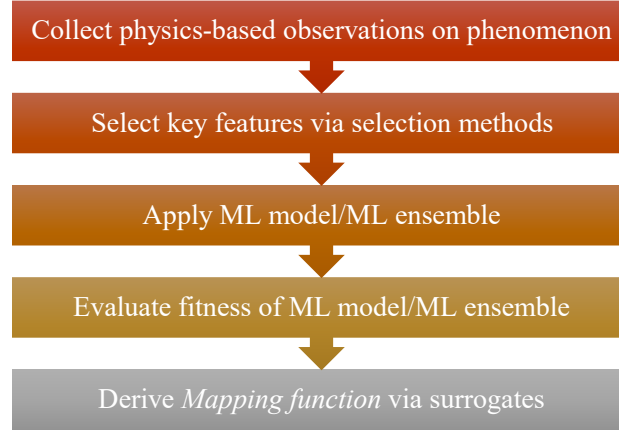 Collect physics-based observations on phenomenon
Select key features via selection methods
Apply ML model/ML ensemble
Evaluate fitness of ML model/ML ensemble
Derive Mapping function via surrogates